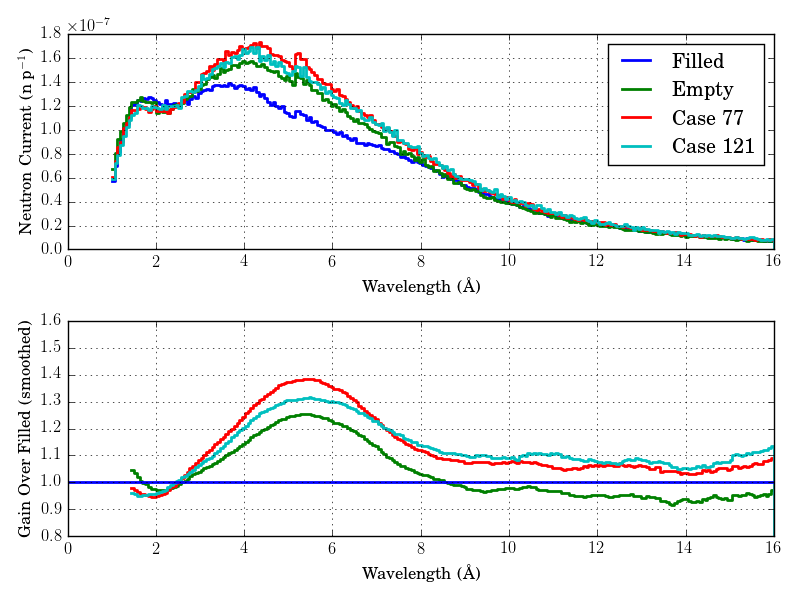 ×10⁻⁷
1.8
1.6
1.4
1.2
1.0
0.8
0.6
0.4
0.2
0.0
Neutron Current (n p⁻¹)
Filled
Empty
Case 77
Case 121
0 2 4 6 8 10 12 14 16
Wavelength (Å)
1.6
1.5
1.4
1.3
1.2
1.1
1.0
0.9
0.8
Gain Over Filled (smoothed)
0 2 4 6 8 10 12 14 16
Wavelength (Å)